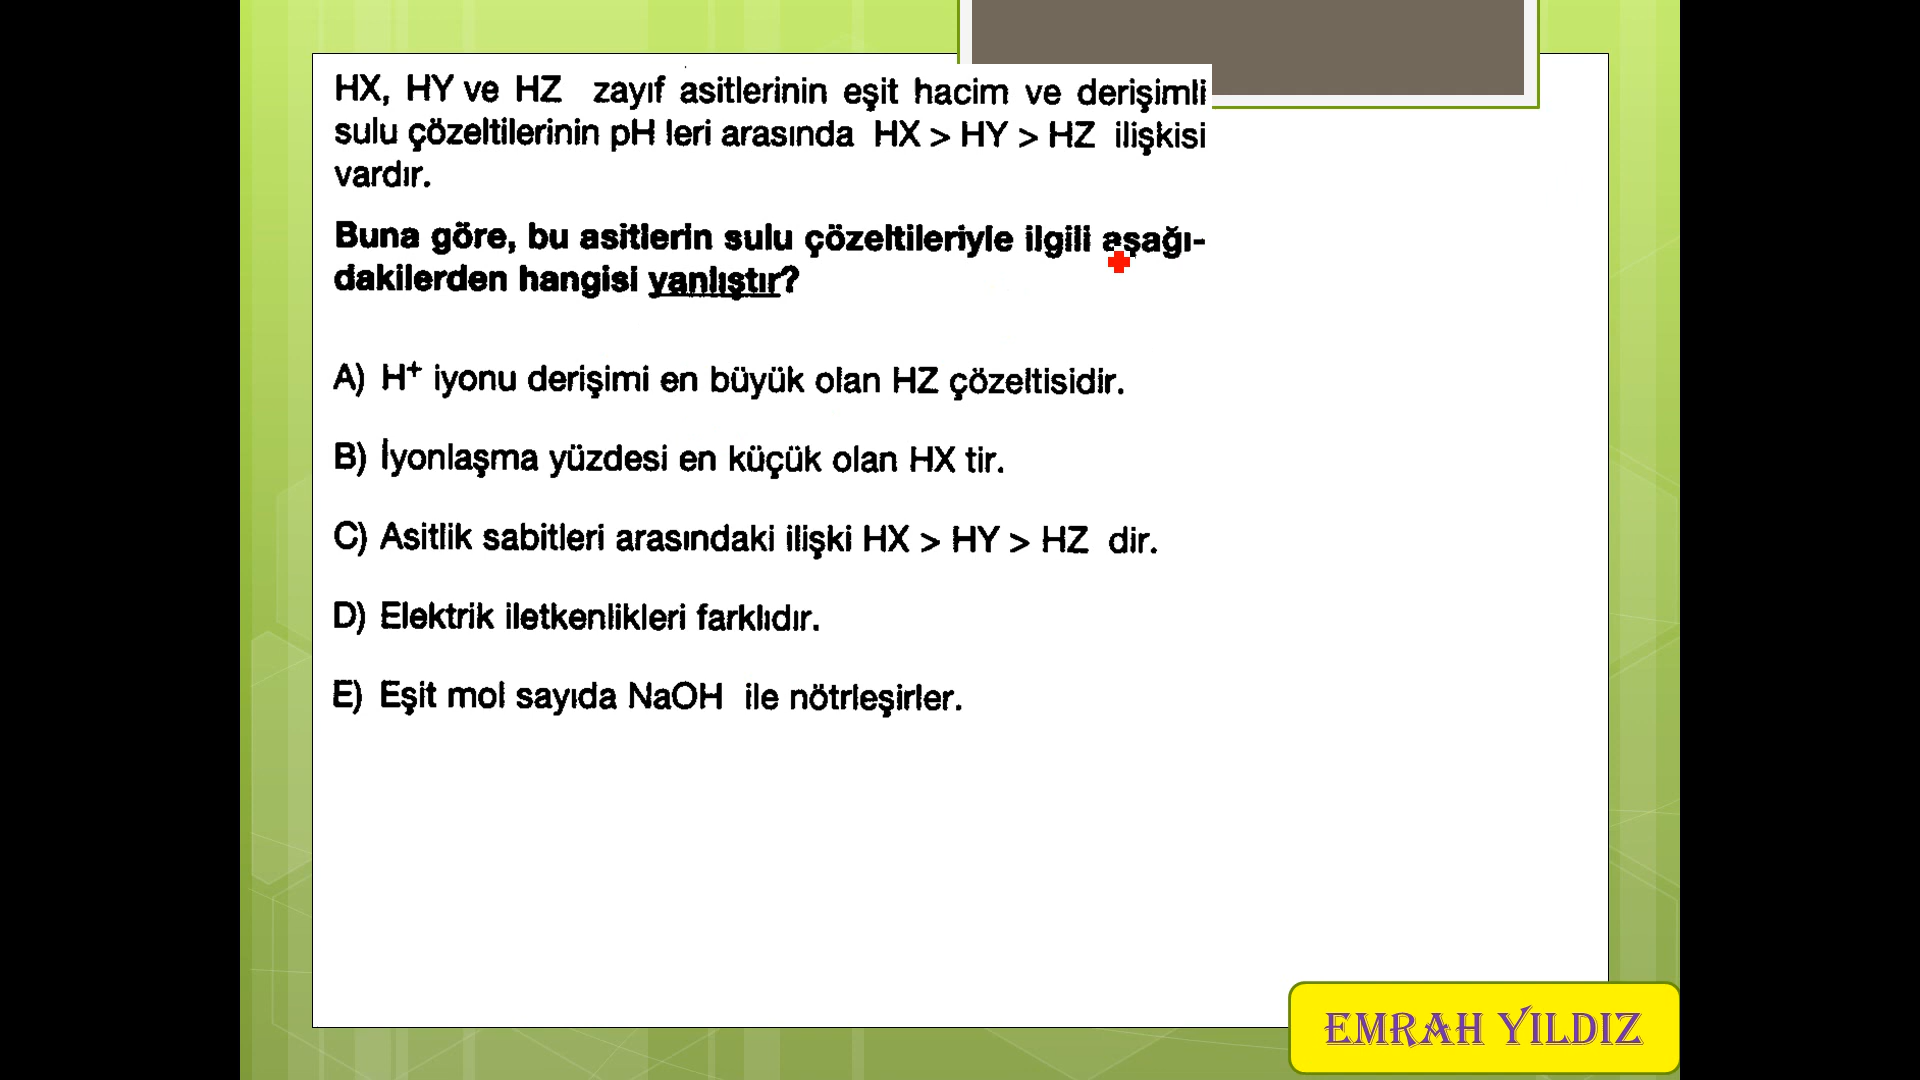 HX, HY ve HZ zayıf asitlerinin eşit hacim ve derişimli
sulu çözeltilerinin pH leri arasında HX > HY > HZ ilişkisi
vardır.
Buna göre, bu asitlerin sulu çözeltileriyle ilgili aşağı-
dakilerden hangisi yanlıştır?
A) H⁺ iyonu derişimi en büyük olan HZ çözeltisidir.
B) İyonlaşma yüzdesi en küçük olan HX tir.
C) Asitlik sabitleri arasındaki ilişki HX > HY > HZ dir.
D) Elektrik iletkenlikleri farklıdır.
E) Eşit mol sayıda NaOH ile nötrleşirler.
EMRAH YILDIZ